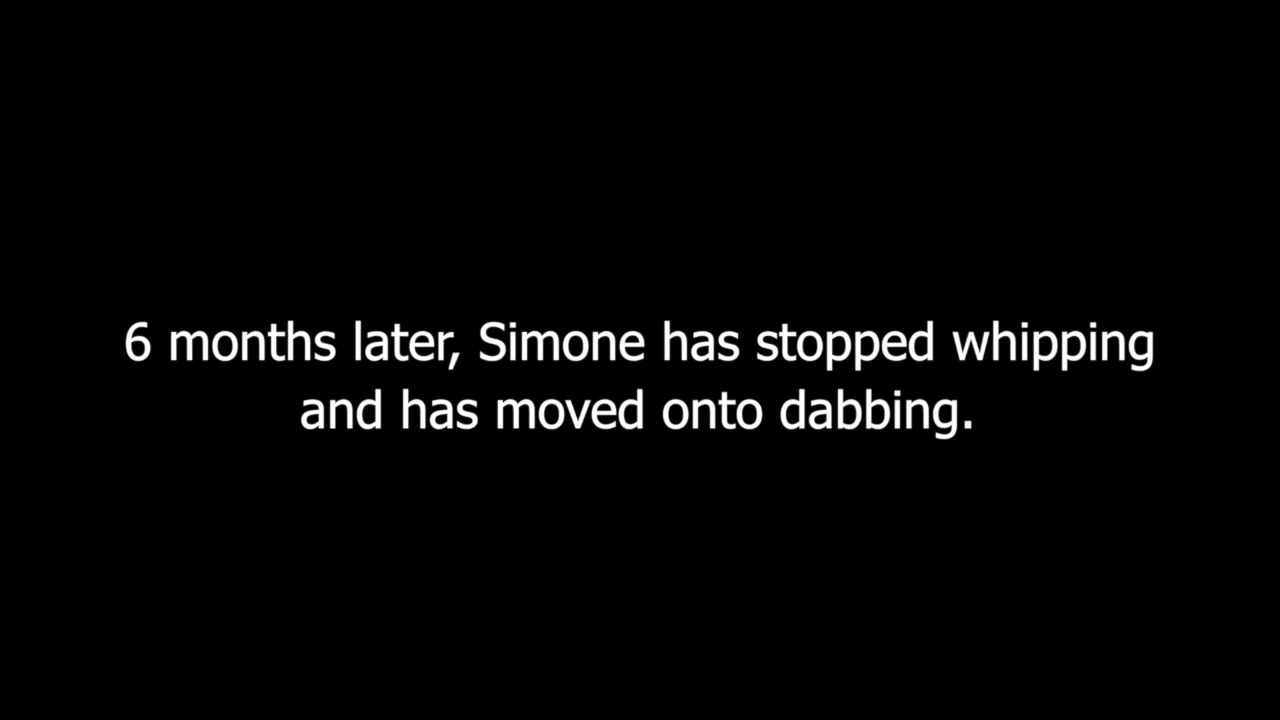 6 months later, Simone has stopped whipping
and has moved onto dabbing.